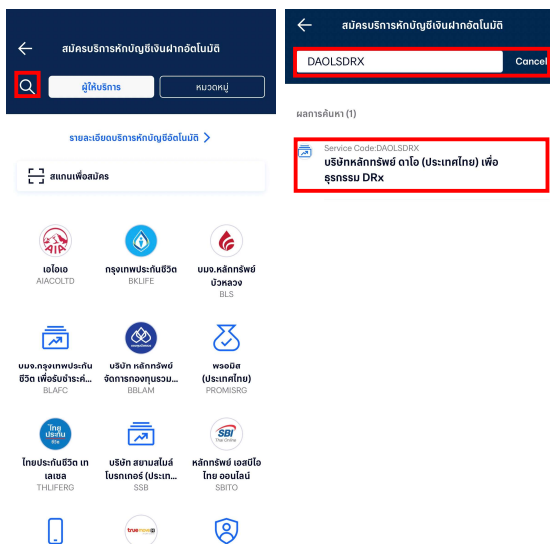 สมัครบริการหักบัญชีเงินฝากอัตโนมัติ
ผู้ให้บริการ
หมวดหมู่
รายละเอียดบริการหักบัญชีอัตโนมัติ
สแกนเพื่อสมัคร
AIA
เอไอเอ
AIACOLTD
กรุงเทพประกันชีวิต
BKLIFE
บมจ.หลักทรัพย์
บัวหลวง
BLS
บมจ.กรุงเทพประกัน
ชีวิต เพื่อรับชำระค่...
BLAFC
บริษัท หลักทรัพย์
จัดการกองทุนรวม...
BBLAM
พรอมิส
(ประเทศไทย)
PROMISRG
ไทย
ประกัน
ชีวิต
ไทยประกันชีวิต เท
เลเซล
THLIFERG
บริษัท สยามสไมล์
โบรกเกอร์ (ประเท...
SSB
SBI
Thai Online
หลักทรัพย์ เอสบีไอ
ไทย ออนไลน์
SBITO
truemove H
สมัครบริการหักบัญชีเงินฝากอัตโนมัติ
DAOLSDRX
Cancel
ผลการค้นหา (1)
Service Code:DAOLSDRX
บริษัทหลักทรัพย์ ดาโอ (ประเทศไทย) เพื่อ
ธุรกรรม DRx